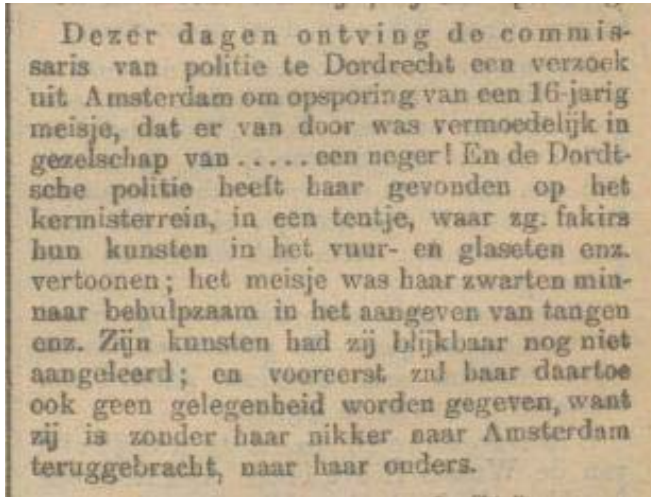 Dezer dagen ontving de commis-
saris van politie te Dordrecht een verzoek
uit Amsterdam om opsporing van een 16-jarig
meisje, dat er van door was vermoedelijk in
gezelschap van ..... een neger! En de Dordt-
sche politie heeft haar gevonden op het
kermisterrein, in een tentje, waar zg. fakirs
hun kunsten in het vuur- en glaseten enz.
vertoonen; het meisje was haar zwarten min-
naar behulpzaam in het aangeven van tangen
enz. Zijn kunsten had zij blijkbaar nog niet
aangeleerd; en vooreerst zal haar daartoe
ook geen gelegenheid worden gegeven, want
zij is zonder haar nikker naar Amsterdam
teruggebracht, naar haar ouders.